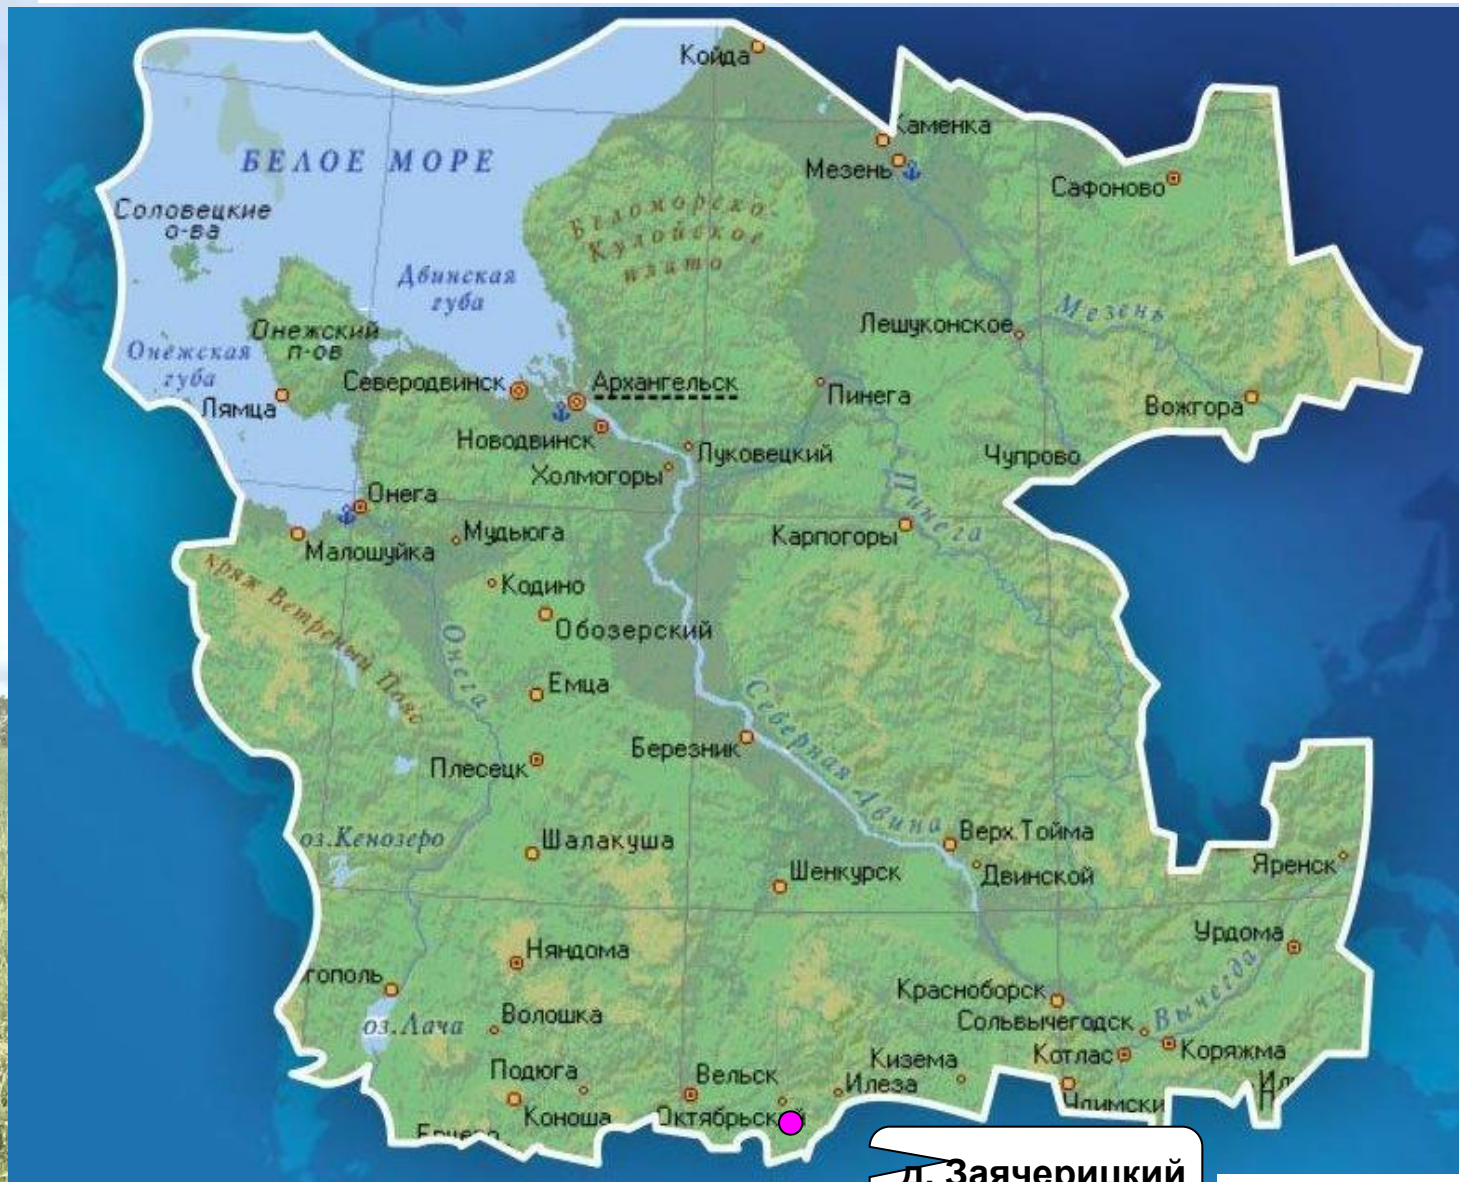 Койда
Каменка
Мезень
Сафоново
БЕЛОЕ МОРЕ
Соловецкие
о-ва
Беломорско-
Кулойское
плато
Двинская
губа
Мезень
Лешуконское
Онежский
п-ов
Онежская
губа
Лямца
Северодвинск
Архангельск
Пинега
Вожгора
Новодвинск
Луковецкий
Чупрово
Холмогоры
Онега
Пинега
Малошуйка
Мудьюга
Карпогоры
кряж Ветреный Пояс
Кодино
Обозерский
Онега
Емца
Северная Двина
Березник
Плесецк
оз.Кенозеро
Шалакуша
Верх.Тойма
Шенкурск
Двинской
Яренск
Няндома
Урдома
гополь
Красноборск
Вычегда
оз.Лача
Волошка
Сольвычегодск
Котлас
Коряжма
Подюга
Вельск
Кизема
Илеза
Коноша
Октябрьский
д. Заячерицкий